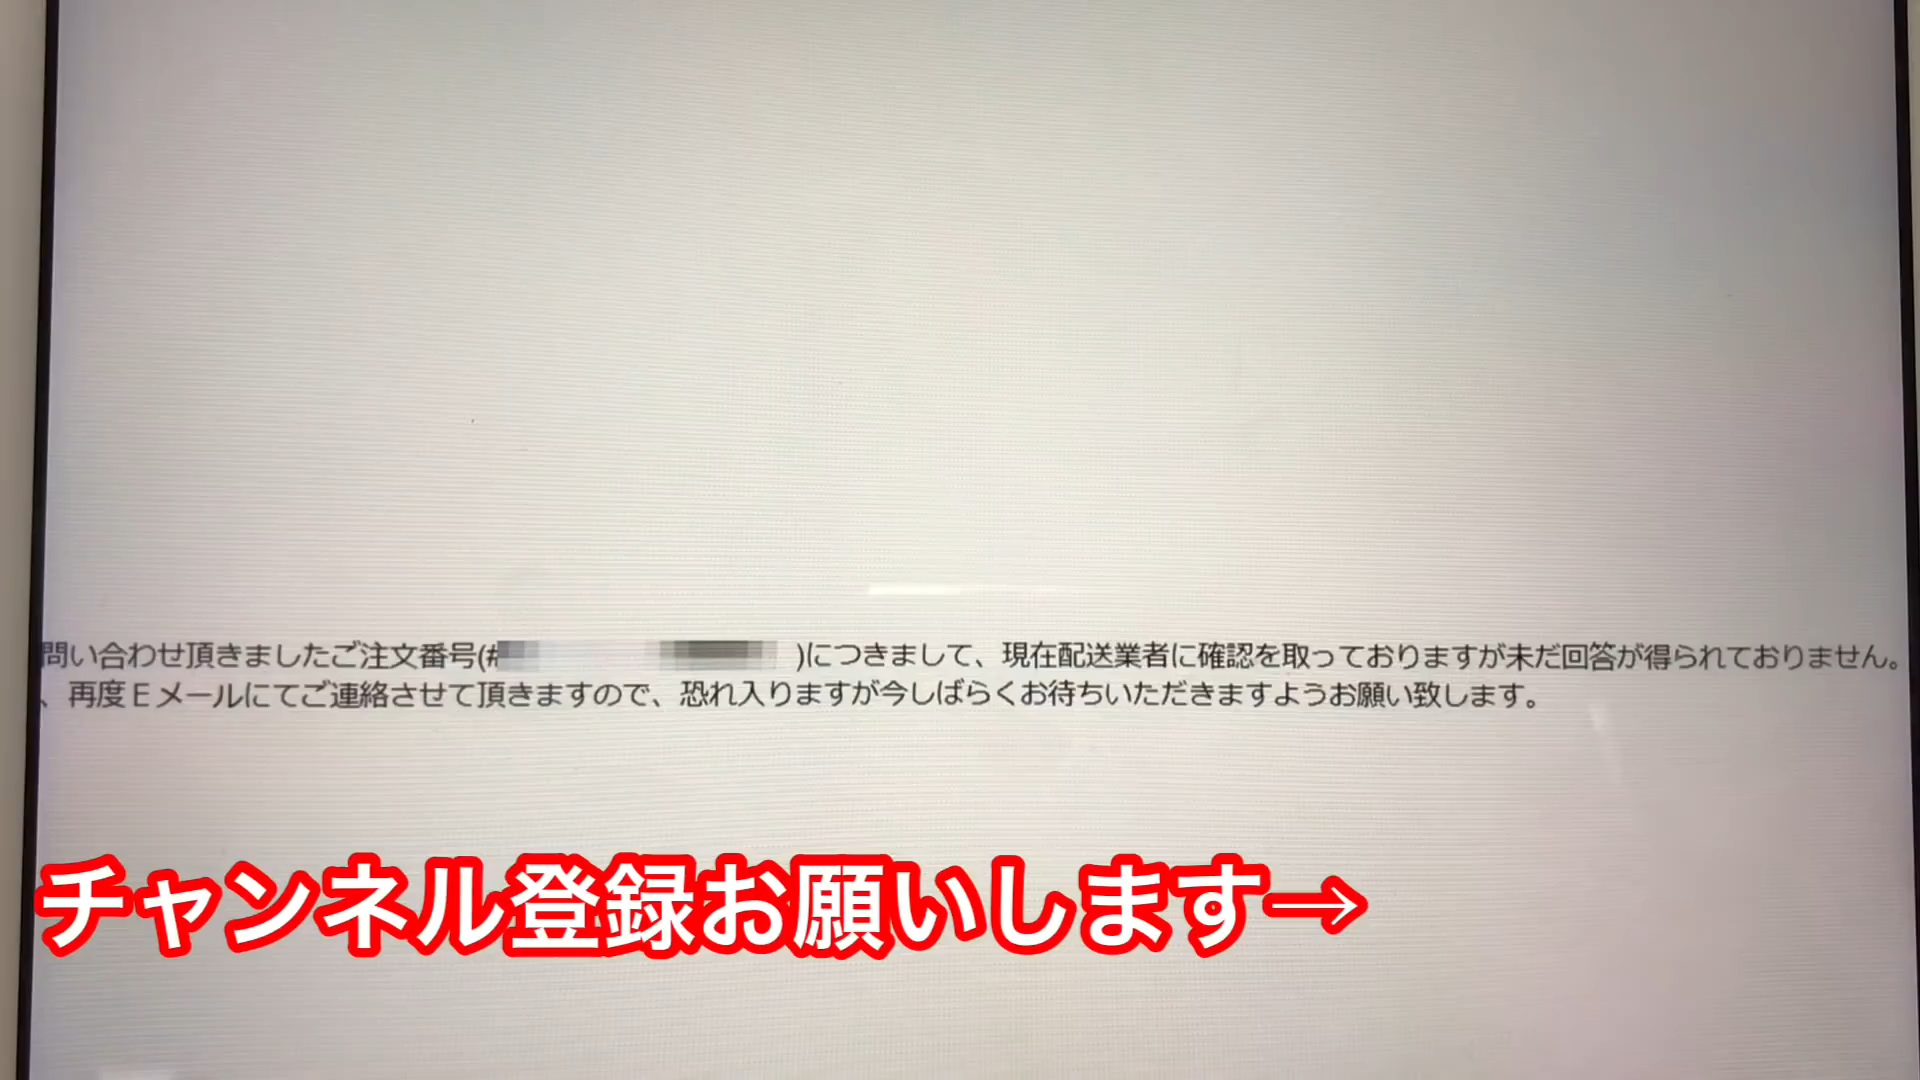 問い合わせ頂きましたご注文番号(#
)につきまして、現在配送業者に確認を取っておりますが未だ回答が得られておりません。
、再度Ｅメールにてご連絡させて頂きますので、恐れ入りますが今しばらくお待ちいただきますようお願い致します。
チャンネル登録お願いします→